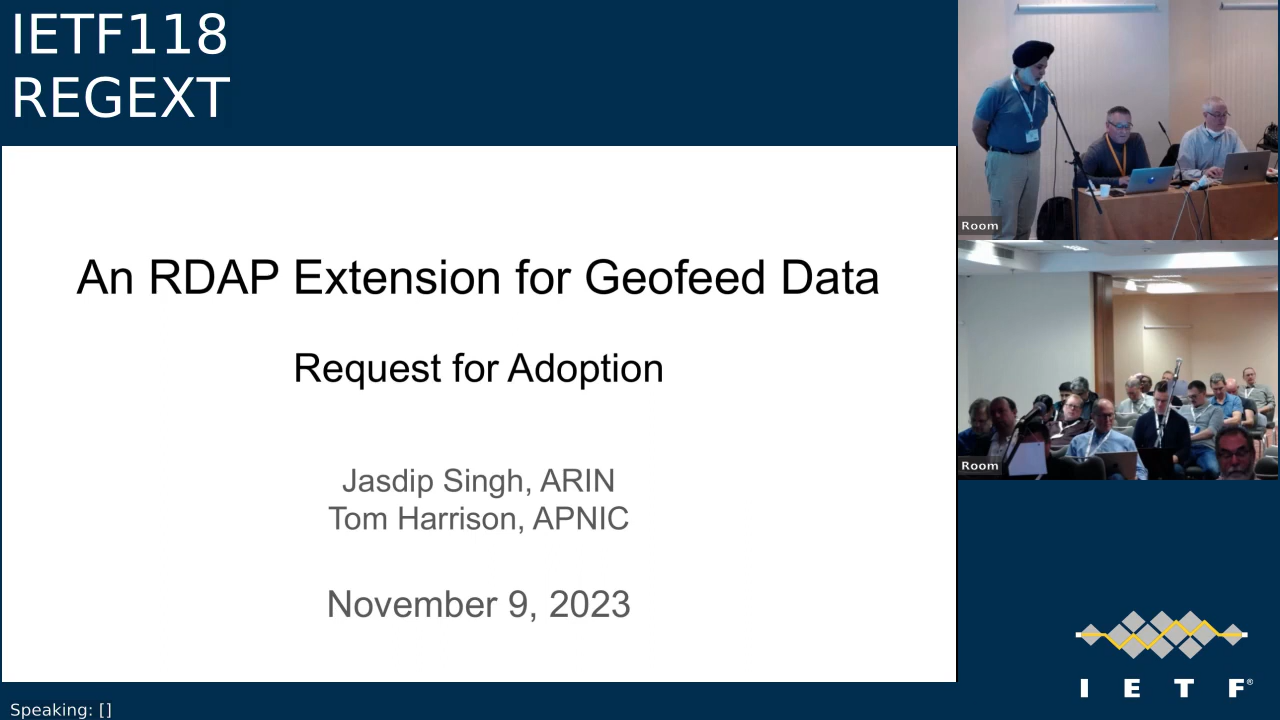 IETF118
REGEXT
An RDAP Extension for Geofeed Data
Request for Adoption
Jasdip Singh, ARIN
Tom Harrison, APNIC
November 9, 2023
Room
Room
I E T F®
Speaking: []